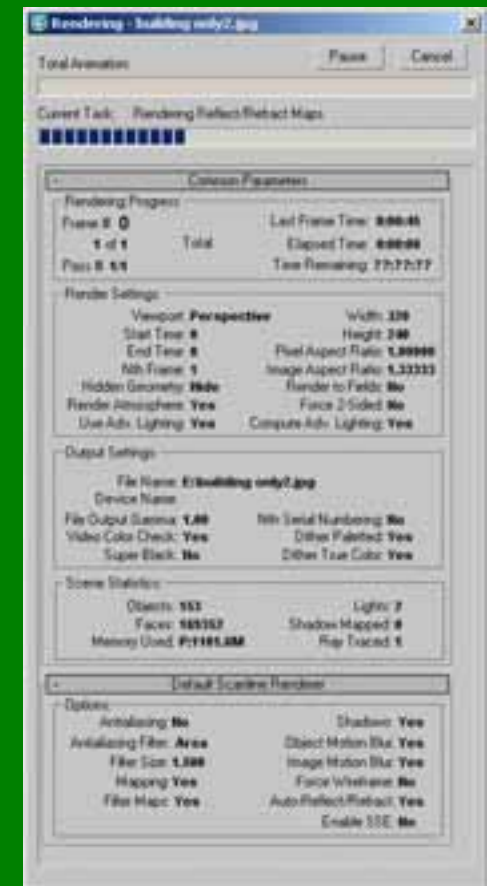 Rendering - building only2.jpg
Total Animation:
Pause Cancel
Current Task: Rendering Reflect/Refract Maps
- Common Parameters
Rendering Progress:
Frame # 0 Last Frame Time: 0:00:45
1 of 1 Total Elapsed Time: 0:00:00
Pass # 1/1 Time Remaining: ??:??:??
Render Settings:
Viewport: Perspective Width: 320
Start Time: 0 Height: 240
End Time: 0 Pixel Aspect Ratio: 1,00000
Nth Frame: 1 Image Aspect Ratio: 1,33333
Hidden Geometry: Hide Render to Fields: No
Render Atmosphere: Yes Force 2-Sided: No
Use Adv. Lighting: Yes Compute Adv. Lighting: Yes
Output Settings:
File Name: E:\building only2.jpg
Device Name:
File Output Gamma: 1,00 Nth Serial Numbering: No
Video Color Check: Yes Dither Paletted: Yes
Super Black: No Dither True Color: Yes
Scene Statistics:
Objects: 553 Lights: 2
Faces: Shadow Mapped: 0
Memory Used: Ray Traced: 1
- Default Scanline Renderer
Options:
Antialiasing: No Shadows: Yes
Antialiasing Filter: Area Object Motion Blur: Yes
Filter Size: 1,500 Image Motion Blur: Yes
Mapping: Yes Force Wireframe: No
Filter Maps: Yes Auto-Reflect/Refract: Yes
Enable SSE: No